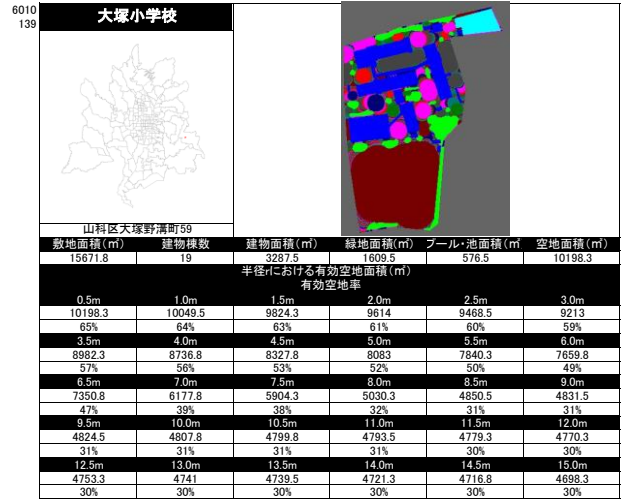 6010
139
大塚小学校
山科区大塚野溝町59
敷地面積(㎡) 建物棟数 建物面積(㎡) 緑地面積(㎡) プール・池面積(㎡ 空地面積(㎡)
15671.8 19 3287.5 1609.5 576.5 10198.3
半径rにおける有効空地面積(㎡)
有効空地率
0.5m 1.0m 1.5m 2.0m 2.5m 3.0m
10198.3 10049.5 9824.3 9614 9468.5 9213
65% 64% 63% 61% 60% 59%
3.5m 4.0m 4.5m 5.0m 5.5m 6.0m
8982.3 8736.8 8327.8 8083 7840.3 7659.8
57% 56% 53% 52% 50% 49%
6.5m 7.0m 7.5m 8.0m 8.5m 9.0m
7350.8 6177.8 5904.3 5030.3 4850.5 4831.5
47% 39% 38% 32% 31% 31%
9.5m 10.0m 10.5m 11.0m 11.5m 12.0m
4824.5 4807.8 4799.8 4793.5 4779.3 4770.3
31% 31% 31% 31% 30% 30%
12.5m 13.0m 13.5m 14.0m 14.5m 15.0m
4753.3 4741 4739.5 4721.3 4716.8 4698.3
30% 30% 30% 30% 30% 30%